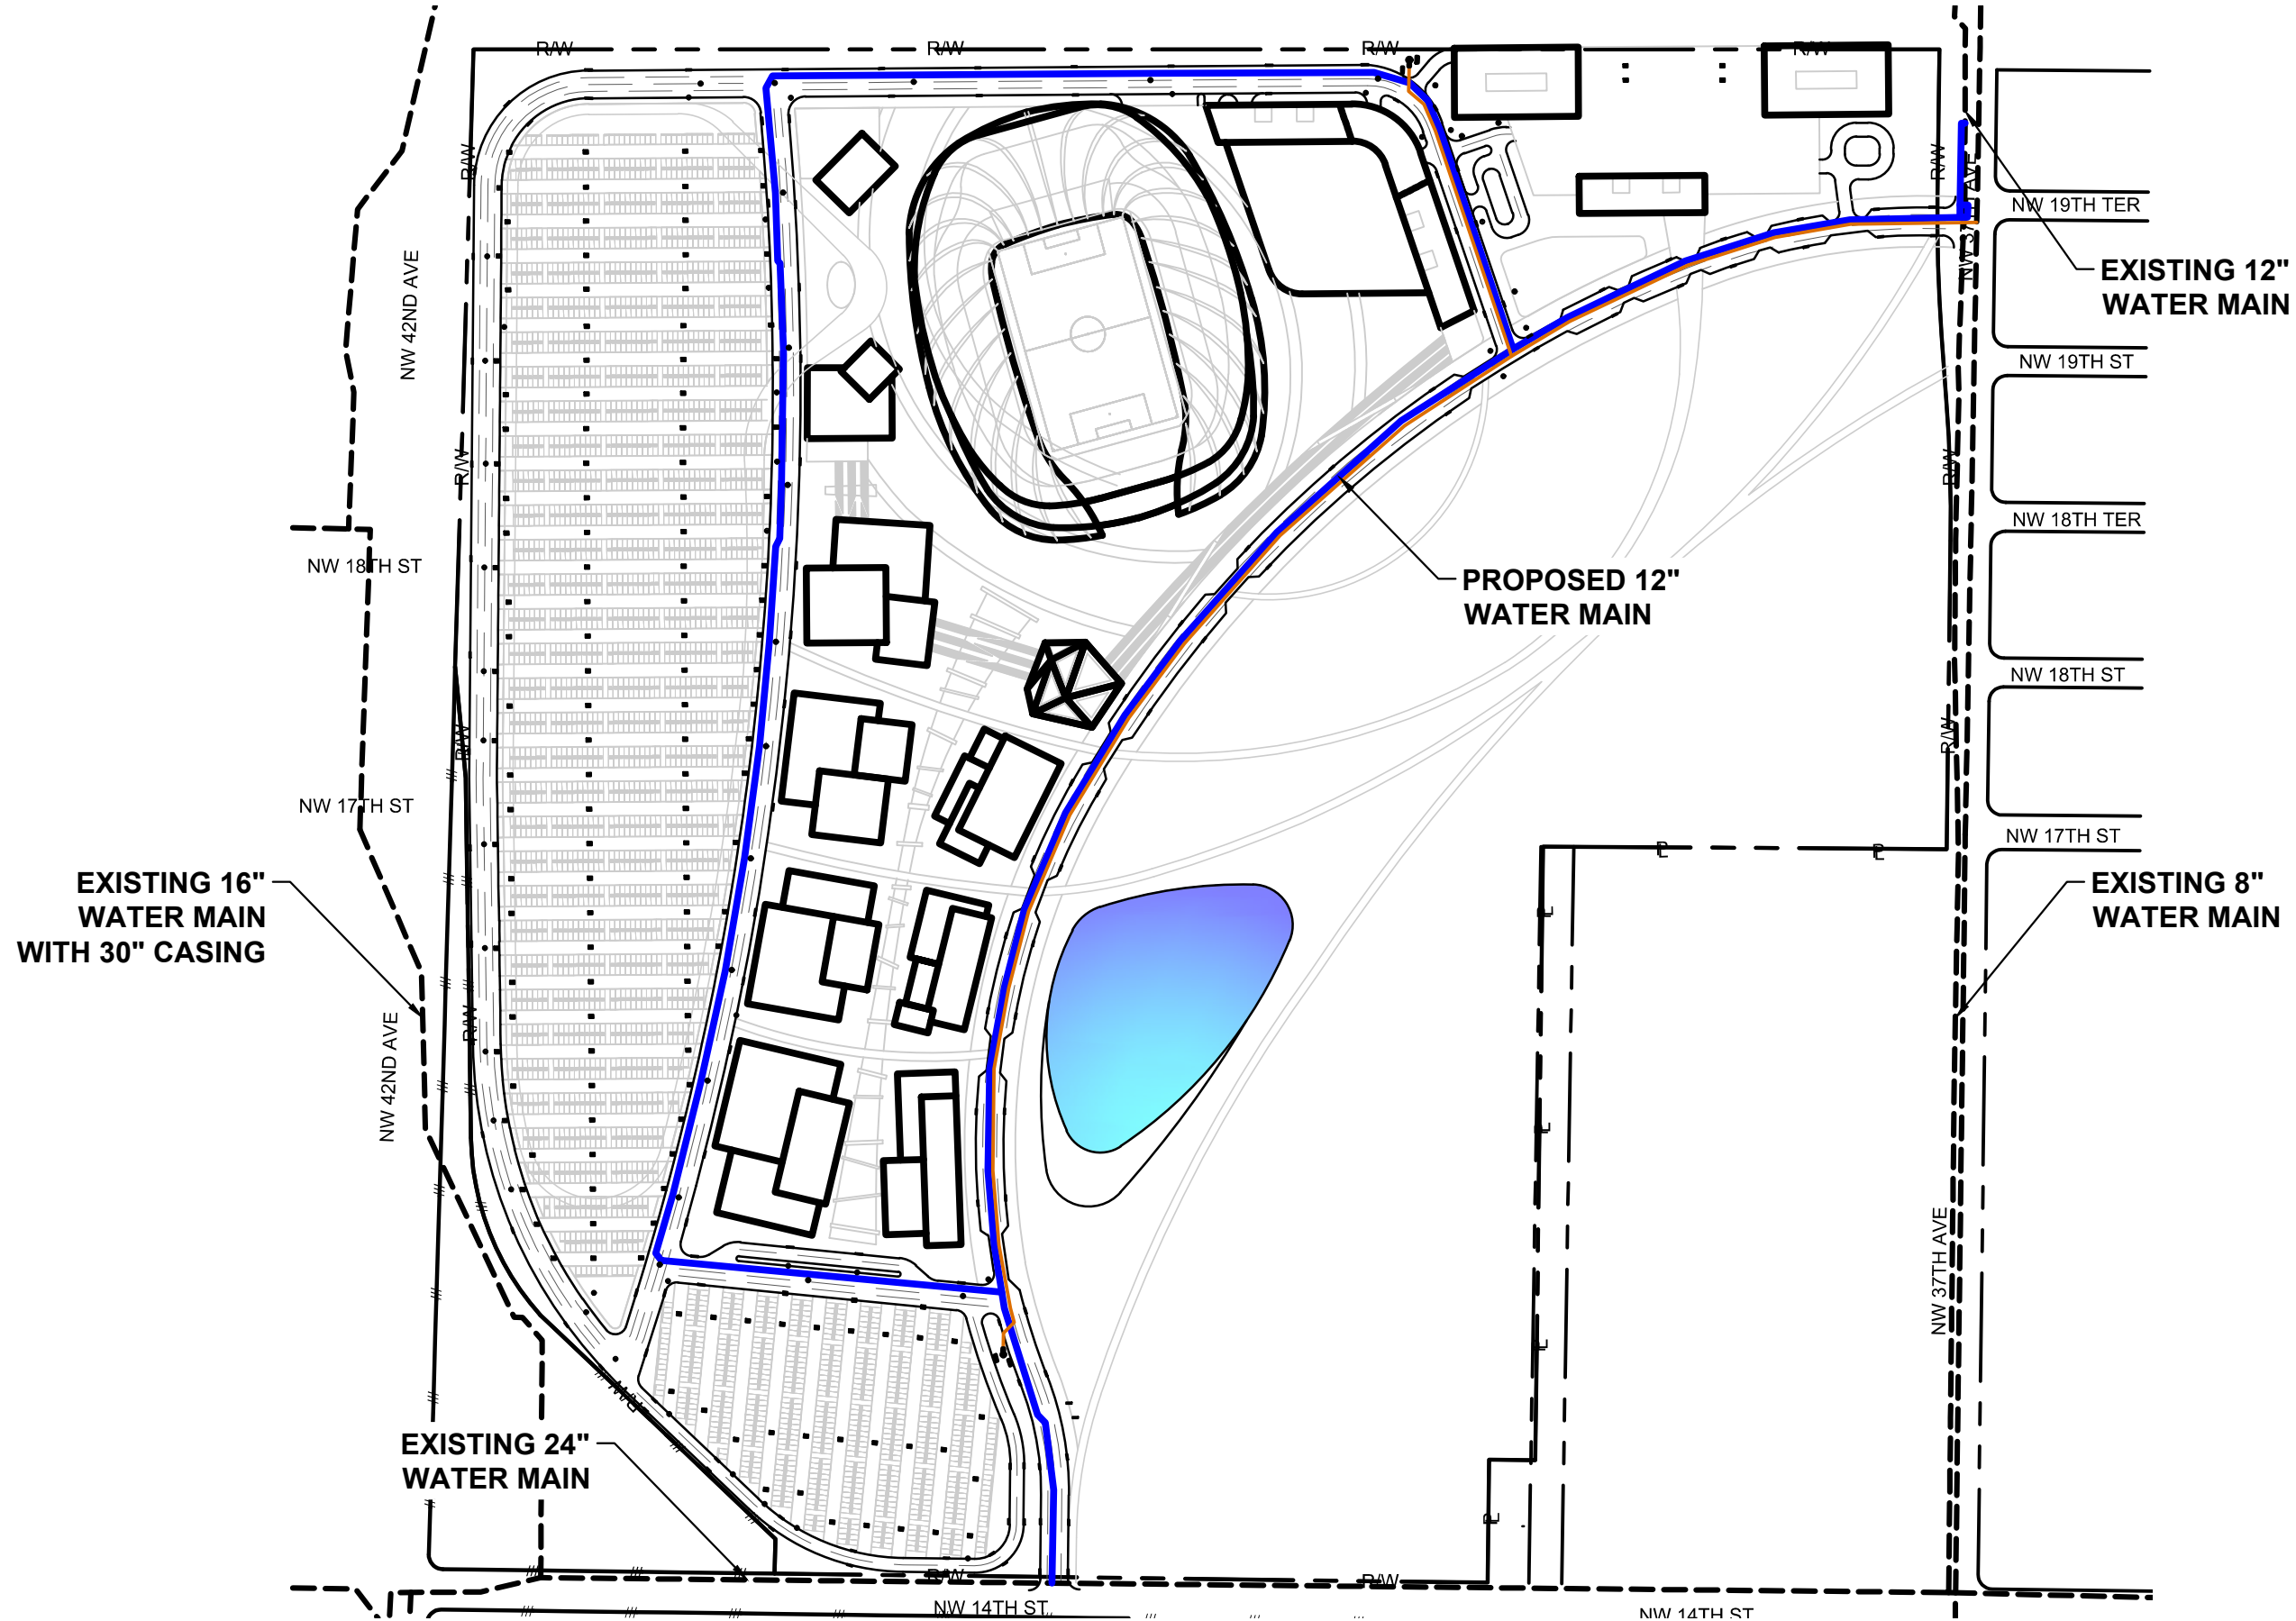 R/W
R/W
R/W
R/W
R/W
R/W
NW 37TH AVE
NW 19TH TER
EXISTING 12"
WATER MAIN
NW 42ND AVE
NW 19TH ST
R/W
R/W
NW 18TH TER
NW 18TH ST
PROPOSED 12"
WATER MAIN
NW 18TH ST
R/W
R/W
NW 17TH ST
NW 17TH ST
EXISTING 16"
WATER MAIN
WITH 30" CASING
EXISTING 8"
WATER MAIN
R/W
NW 42ND AVE
NW 37TH AVE
R/W
EXISTING 24"
WATER MAIN
R/W
R/W
NW 14TH ST
NW 14TH ST